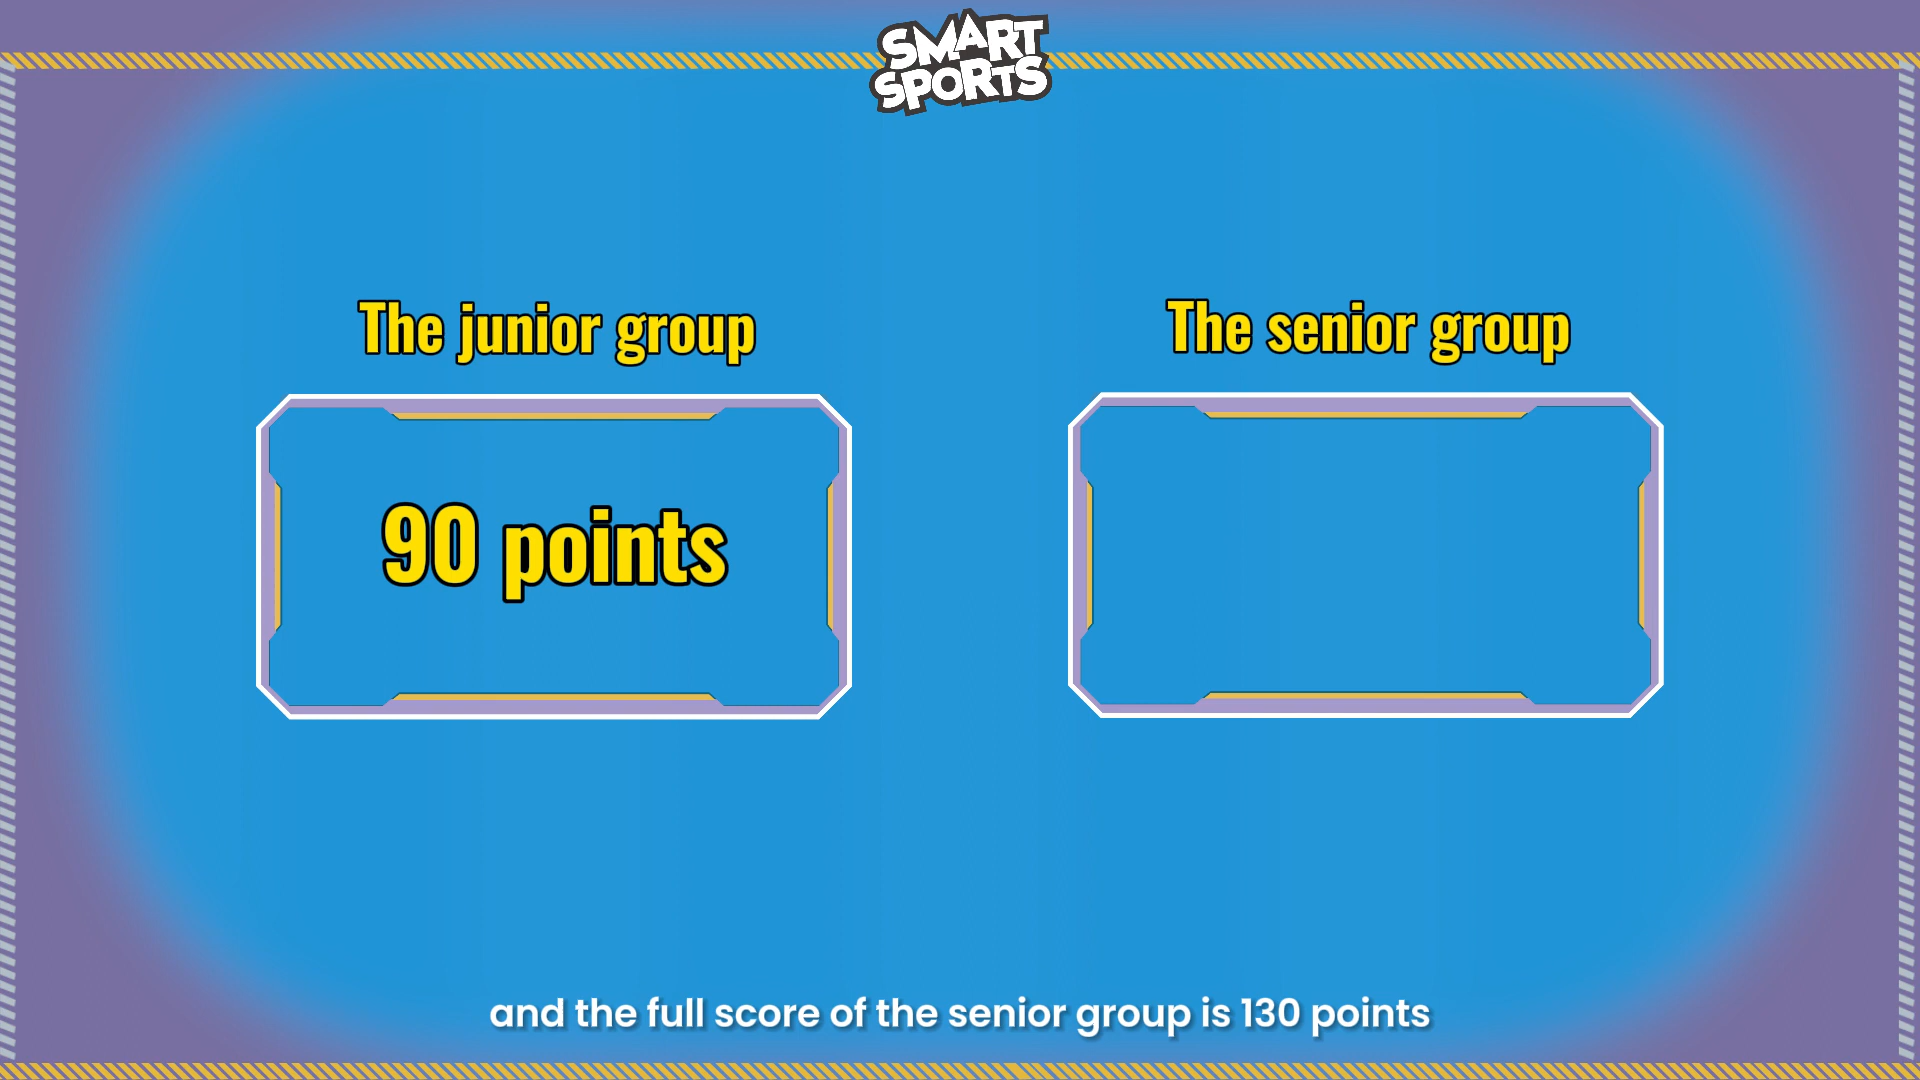 SMART
SPORTS
The junior group
The senior group
90 points
and the full score of the senior group is 130 points